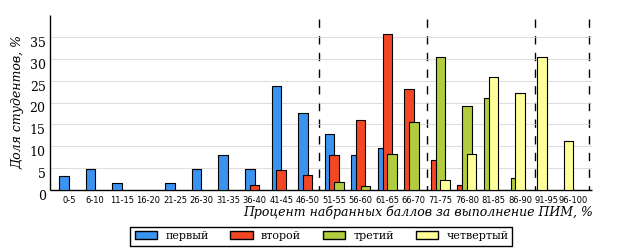 Доля студентов, %
35
30
25
20
15
10
5
0
0-5 6-10 11-15 16-20 21-25 26-30 31-35 36-40 41-45 46-50 51-55 56-60 61-65 66-70 71-75 76-80 81-85 86-90 91-95 96-100
Процент набранных баллов за выполнение ПИМ, %
первый второй третий четвертый